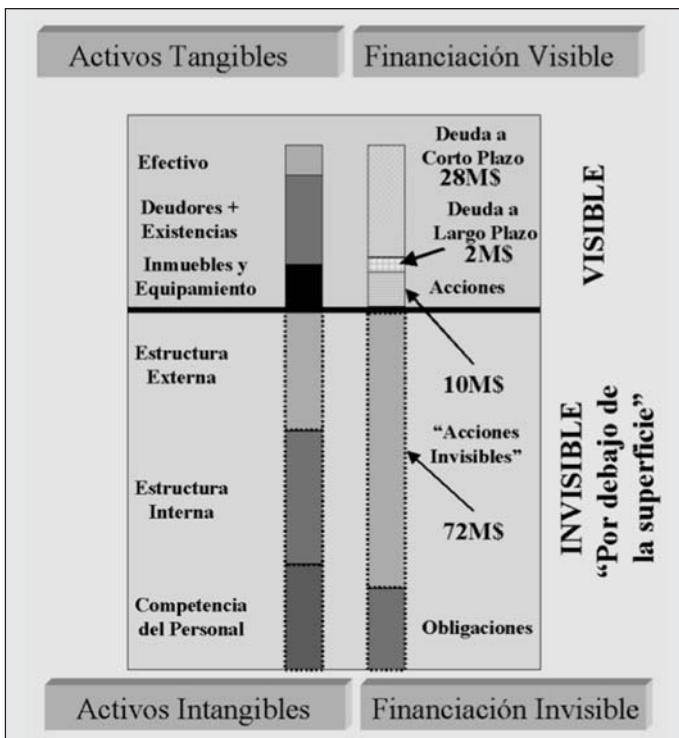 Activos Tangibles
Financiación Visible
Efectivo
Deudores +
Existencias
Inmuebles y
Equipamiento
Deuda a
Corto Plazo
28M$
Deuda a
Largo Plazo
2M$
Acciones
10M$
VISIBLE
Estructura
Externa
Estructura
Interna
Competencia
del Personal
“Acciones
Invisibles”
72M$
Obligaciones
INVISIBLE
“Por debajo de
la superficie”
Activos Intangibles
Financiación Invisible